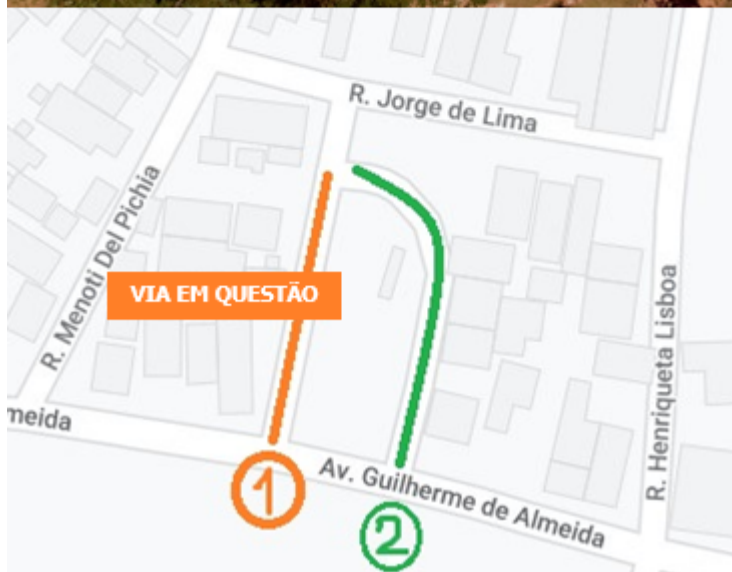 R. Jorge de Lima
R. Menoti Del Pichia
VIA EM QUESTÃO
R. Henriqueta Lisboa
meida
1
Av. Guilherme de Almeida
2